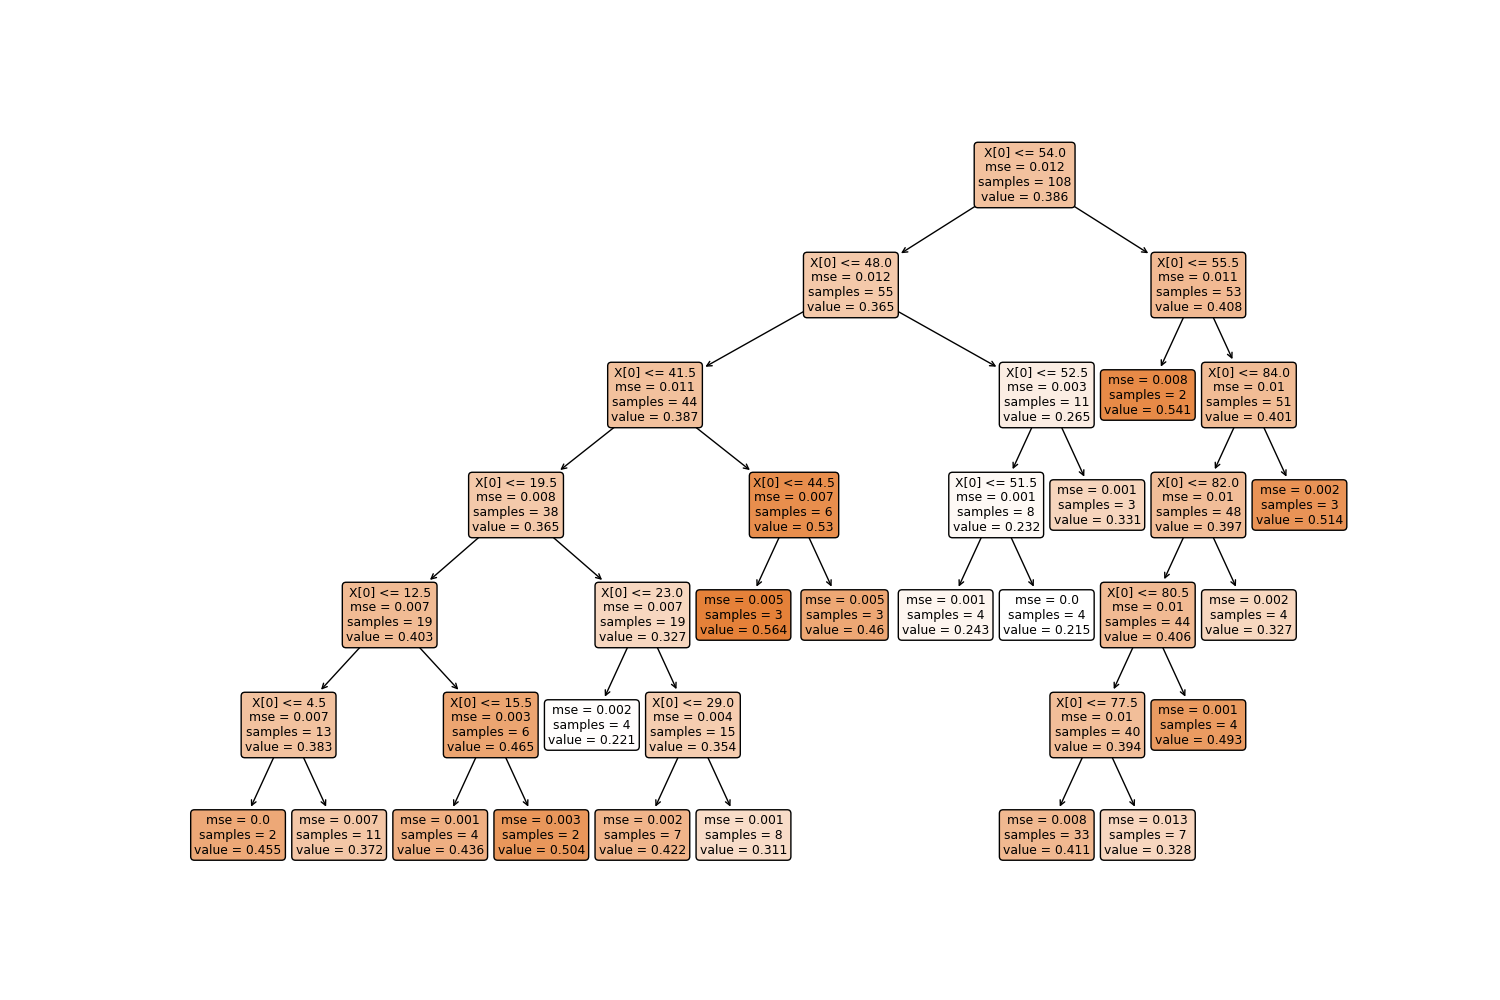 X[0] <= 54.0
mse = 0.012
samples = 108
value = 0.386
X[0] <= 48.0
mse = 0.012
samples = 55
value = 0.365
X[0] <= 55.5
mse = 0.011
samples = 53
value = 0.408
X[0] <= 41.5
mse = 0.011
samples = 44
value = 0.387
X[0] <= 52.5
mse = 0.003
samples = 11
value = 0.265
mse = 0.008
samples = 2
value = 0.541
X[0] <= 84.0
mse = 0.01
samples = 51
value = 0.401
X[0] <= 19.5
mse = 0.008
samples = 38
value = 0.365
X[0] <= 44.5
mse = 0.007
samples = 6
value = 0.53
X[0] <= 51.5
mse = 0.001
samples = 8
value = 0.232
mse = 0.001
samples = 3
value = 0.331
X[0] <= 82.0
mse = 0.01
samples = 48
value = 0.397
mse = 0.002
samples = 3
value = 0.514
X[0] <= 12.5
mse = 0.007
samples = 19
value = 0.403
X[0] <= 23.0
mse = 0.007
samples = 19
value = 0.327
mse = 0.005
samples = 3
value = 0.564
mse = 0.005
samples = 3
value = 0.46
mse = 0.001
samples = 4
value = 0.243
mse = 0.0
samples = 4
value = 0.215
X[0] <= 80.5
mse = 0.01
samples = 44
value = 0.406
mse = 0.002
samples = 4
value = 0.327
X[0] <= 4.5
mse = 0.007
samples = 13
value = 0.383
X[0] <= 15.5
mse = 0.003
samples = 6
value = 0.465
mse = 0.002
samples = 4
value = 0.221
X[0] <= 29.0
mse = 0.004
samples = 15
value = 0.354
X[0] <= 77.5
mse = 0.01
samples = 40
value = 0.394
mse = 0.001
samples = 4
value = 0.493
mse = 0.0
samples = 2
value = 0.455
mse = 0.007
samples = 11
value = 0.372
mse = 0.001
samples = 4
value = 0.436
mse = 0.003
samples = 2
value = 0.504
mse = 0.002
samples = 7
value = 0.422
mse = 0.001
samples = 8
value = 0.311
mse = 0.008
samples = 33
value = 0.411
mse = 0.013
samples = 7
value = 0.328